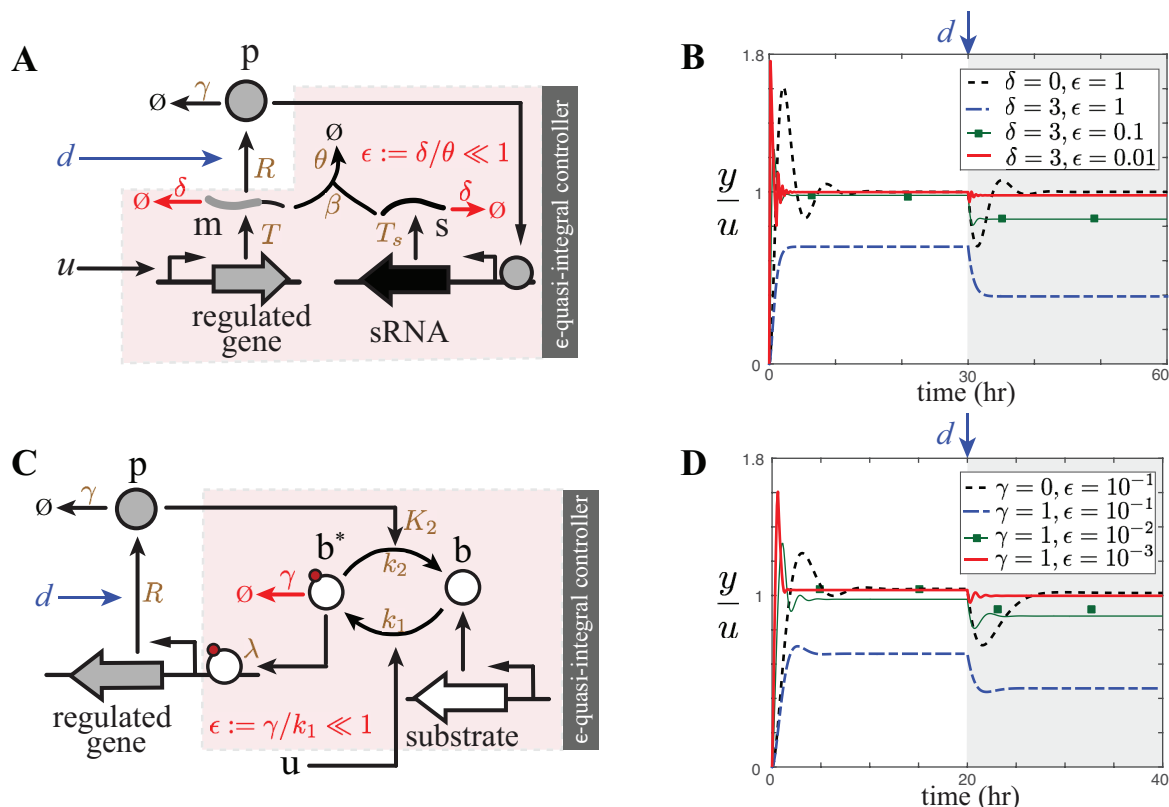 A
p
ø
γ
d
R
ø
θ
ϵ := δ/θ ≪ 1
ø
δ
m
β
s
δ
ø
T
T_s
u
regulated
gene
sRNA
ϵ-quasi-integral controller
B
d
1.8
1
0
y/u
δ = 0, ϵ = 1
δ = 3, ϵ = 1
δ = 3, ϵ = 0.1
δ = 3, ϵ = 0.01
0
30
60
time (hr)
C
p
ø
γ
d
R
K_2
b*
b
k_2
ø
γ
k_1
λ
regulated
gene
ϵ := γ/k_1 ≪ 1
substrate
u
ϵ-quasi-integral controller
D
d
1.8
1
0
y/u
γ = 0, ϵ = 10^{-1}
γ = 1, ϵ = 10^{-1}
γ = 1, ϵ = 10^{-2}
γ = 1, ϵ = 10^{-3}
0
20
40
time (hr)